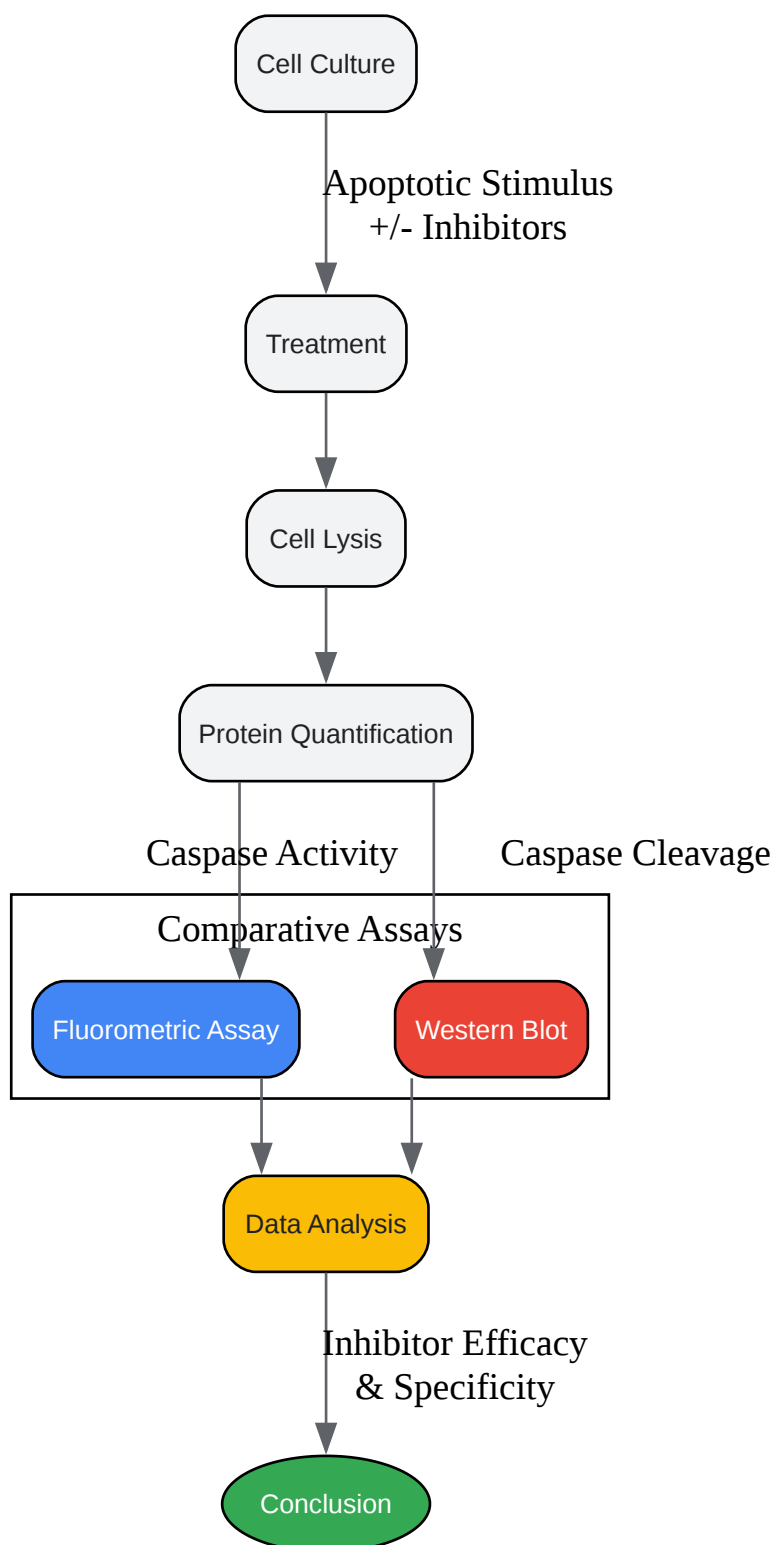 Cell Culture
Apoptotic Stimulus
+/- Inhibitors
Treatment
Cell Lysis
Protein Quantification
Caspase Activity
Caspase Cleavage
Comparative Assays
Fluorometric Assay
Western Blot
Data Analysis
Inhibitor Efficacy
& Specificity
Conclusion